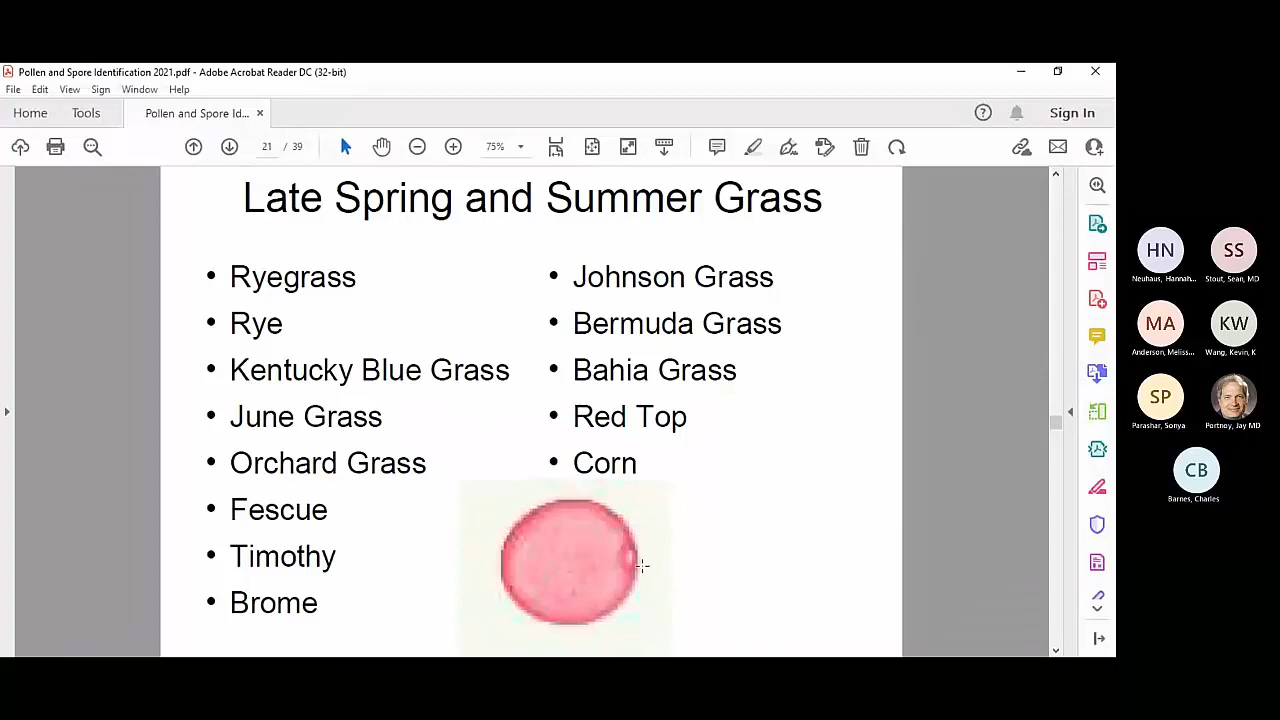 Pollen and Spore Identification 2021.pdf - Adobe Acrobat Reader DC (32-bit)
File Edit View Sign Window Help
Home Tools Pollen and Spore Id... × Sign In
21 / 39 75%
Late Spring and Summer Grass
• Ryegrass
• Rye
• Kentucky Blue Grass
• June Grass
• Orchard Grass
• Fescue
• Timothy
• Brome
• Johnson Grass
• Bermuda Grass
• Bahia Grass
• Red Top
• Corn
HN SS
Neuhaus, Hannah... Stout, Sean, MD
MA KW
Anderson, Meliss... Wang, Kevin, K
SP
Parashar, Sonya Portnoy, Jay MD
CB
Barnes, Charles